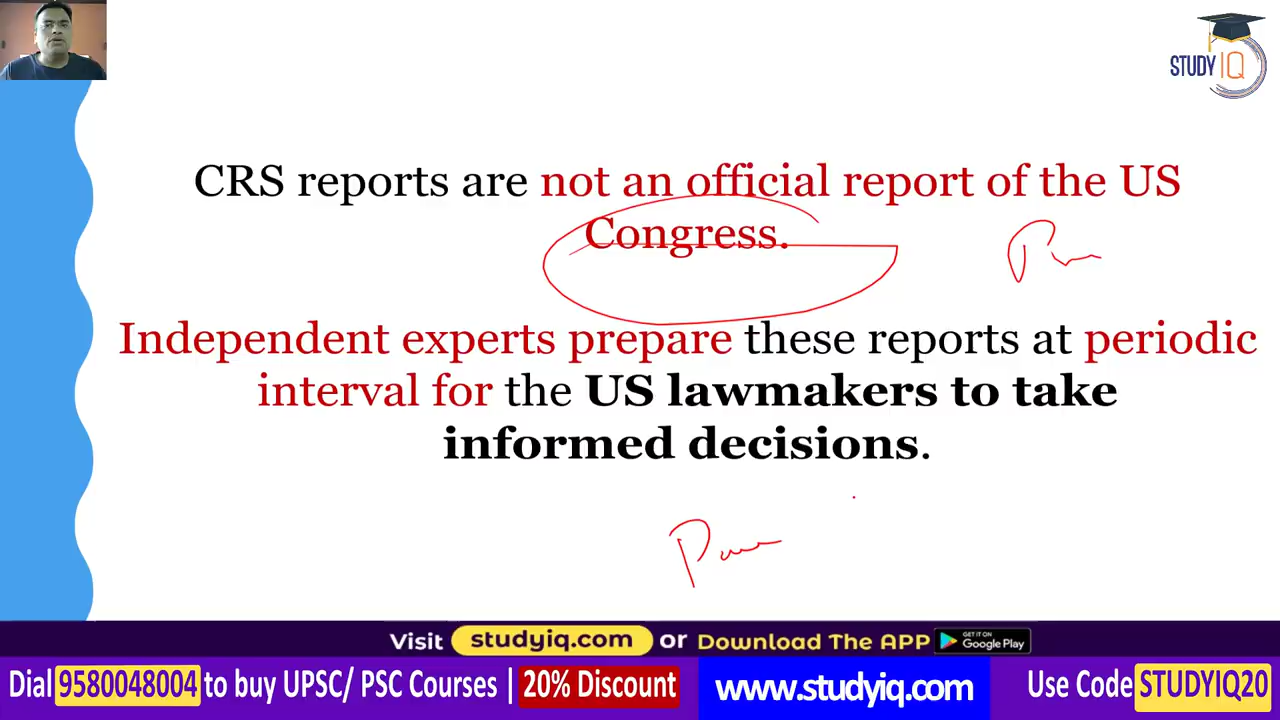 STUDY IQ
CRS reports are not an official report of the US
Congress.
Independent experts prepare these reports at periodic
interval for the US lawmakers to take
informed decisions.
Visit studyiq.com or Download The APP GET IT ON Google Play
Dial 9580048004 to buy UPSC/ PSC Courses | 20% Discount www.studyiq.com Use Code STUDYIQ20